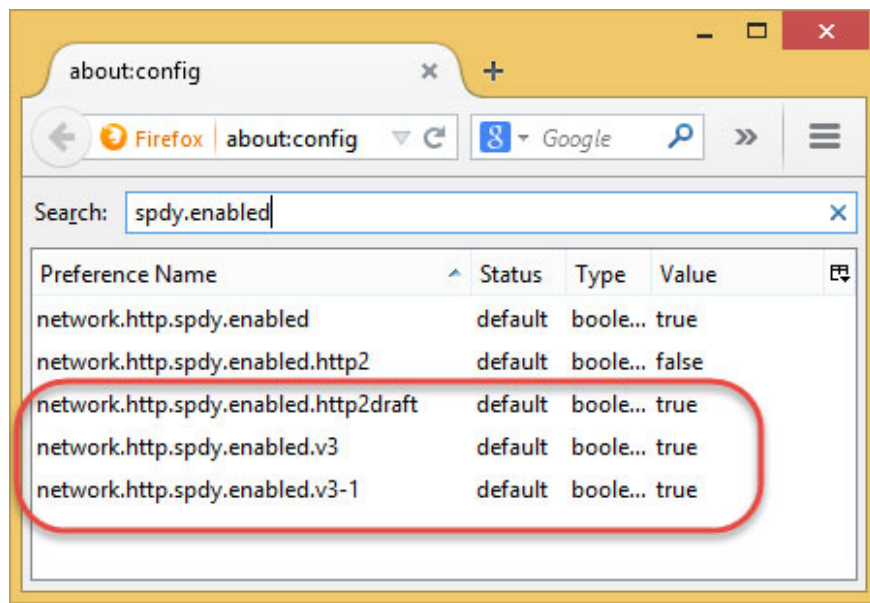 about:config
Firefox about:config 8 Google
Search: spdy.enabled
Preference Name Status Type Value
network.http.spdy.enabled default boole... true
network.http.spdy.enabled.http2 default boole... false
network.http.spdy.enabled.http2draft default boole... true
network.http.spdy.enabled.v3 default boole... true
network.http.spdy.enabled.v3-1 default boole... true